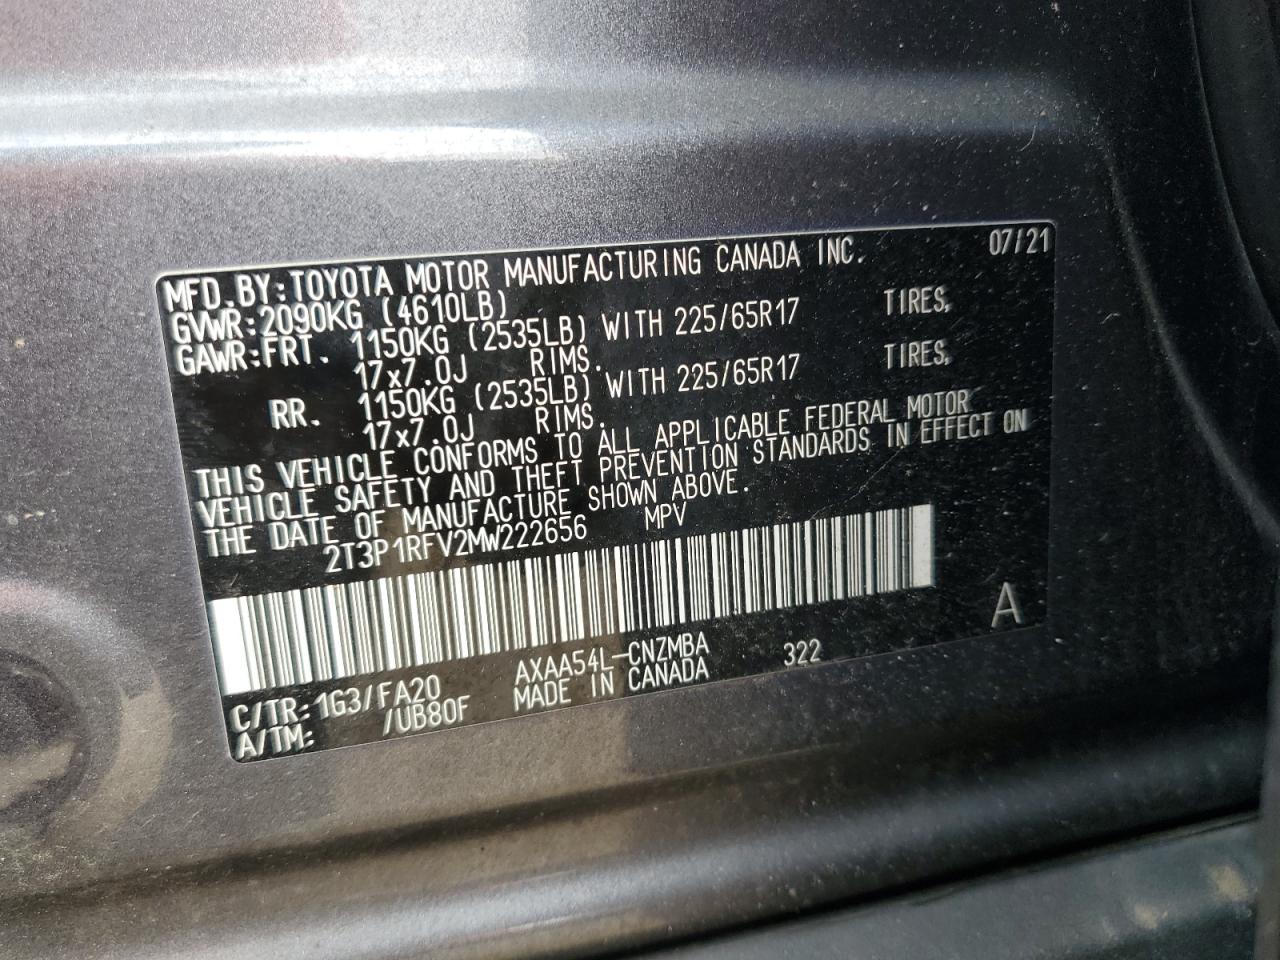 MFD.BY:TOYOTA MOTOR MANUFACTURING CANADA INC. 07/21
GVWR:2090KG (4610LB)
GAWR:FRT. 1150KG (2535LB) WITH 225/65R17 TIRES,
17x7.0J RIMS.
RR. 1150KG (2535LB) WITH 225/65R17 TIRES,
17x7.0J RIMS.
THIS VEHICLE CONFORMS TO ALL APPLICABLE FEDERAL MOTOR
VEHICLE SAFETY AND THEFT PREVENTION STANDARDS IN EFFECT ON
THE DATE OF MANUFACTURE SHOWN ABOVE.
2T3P1RFV2MW222656 MPV
A
C/TR:1G3/FA20 AXAA54L-CNZMBA 322
A/TM: /UB80F MADE IN CANADA